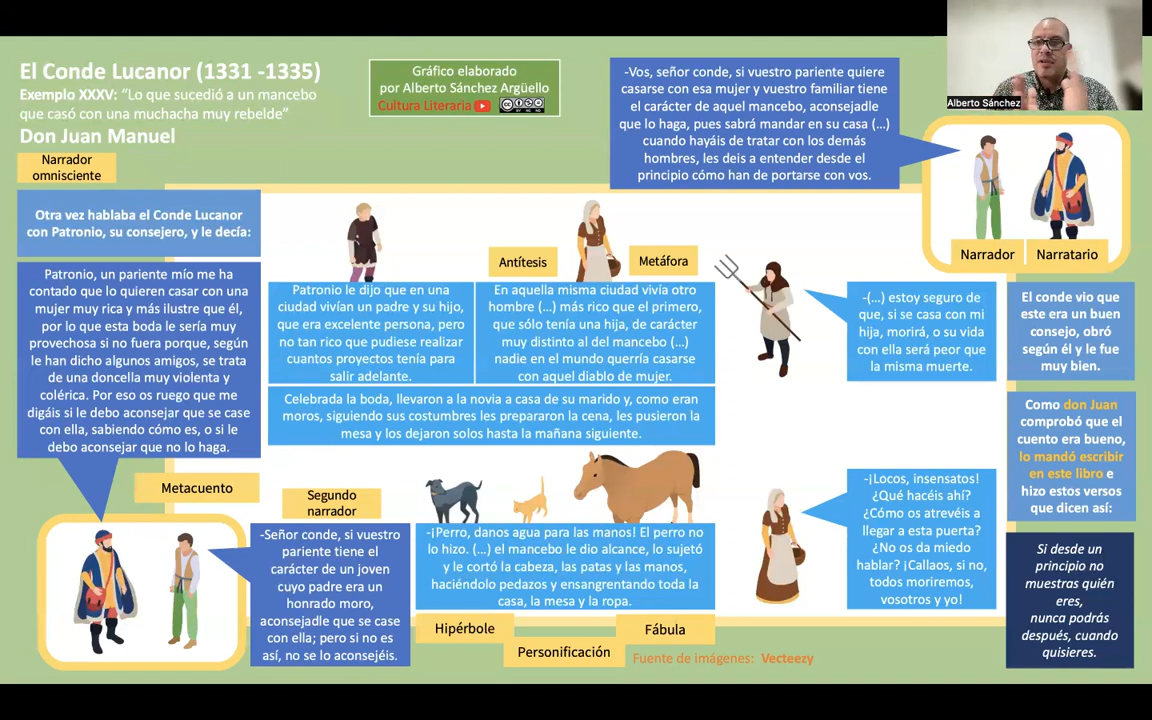 El Conde Lucanor (1331 -1335)
Exemplo XXXV: “Lo que sucedió a un mancebo
que casó con una muchacha muy rebelde”
Don Juan Manuel
Gráfico elaborado
por Alberto Sánchez Argüello
Cultura Literaria
-Vos, señor conde, si vuestro pariente quiere
casarse con esa mujer y vuestro familiar tiene
el carácter de aquel mancebo, aconsejadle
que lo haga, pues sabrá mandar en su casa (…)
cuando hayáis de tratar con los demás
hombres, les deis a entender desde el
principio cómo han de portarse con vos.
Alberto Sánchez
Narrador
Narratario
Narrador
omnisciente
Otra vez hablaba el Conde Lucanor
con Patronio, su consejero, y le decía:
Patronio, un pariente mío me ha
contado que lo quieren casar con una
mujer muy rica y más ilustre que él,
por lo que esta boda le sería muy
provechosa si no fuera porque, según
le han dicho algunos amigos, se trata
de una doncella muy violenta y
colérica. Por eso os ruego que me
digáis si le debo aconsejar que se case
con ella, sabiendo cómo es, o si le
debo aconsejar que no lo haga.
Metacuento
Segundo
narrador
-Señor conde, si vuestro
pariente tiene el
carácter de un joven
cuyo padre era un
honrado moro,
aconsejadle que se case
con ella; pero si no es
así, no se lo aconsejéis.
Patronio le dijo que en una
ciudad vivían un padre y su hijo,
que era excelente persona, pero
no tan rico que pudiese realizar
cuantos proyectos tenía para
salir adelante.
Antítesis
Metáfora
En aquella misma ciudad vivía otro
hombre (…) más rico que el primero,
que sólo tenía una hija, de carácter
muy distinto al del mancebo (…)
nadie en el mundo querría casarse
con aquel diablo de mujer.
-(…) estoy seguro de
que, si se casa con mi
hija, morirá, o su vida
con ella será peor que
la misma muerte.
Celebrada la boda, llevaron a la novia a casa de su marido y, como eran
moros, siguiendo sus costumbres les prepararon la cena, les pusieron la
mesa y los dejaron solos hasta la mañana siguiente.
-¡Perro, danos agua para las manos! El perro no
lo hizo. (…) el mancebo le dio alcance, lo sujetó
y le cortó la cabeza, las patas y las manos,
haciéndolo pedazos y ensangrentando toda la
casa, la mesa y la ropa.
Hipérbole
Personificación
Fábula
-¡Locos, insensatos!
¿Qué hacéis ahí?
¿Cómo os atrevéis a
llegar a esta puerta?
¿No os da miedo
hablar? ¡Callaos, si no,
todos moriremos,
vosotros y yo!
El conde vio que
este era un buen
consejo, obró
según él y le fue
muy bien.
Como don Juan
comprobó que el
cuento era bueno,
lo mandó escribir
en este libro e
hizo estos versos
que dicen así:
Si desde un
principio no
muestras quién
eres,
nunca podrás
después, cuando
quisieres.
Fuente de imágenes: Vecteezy